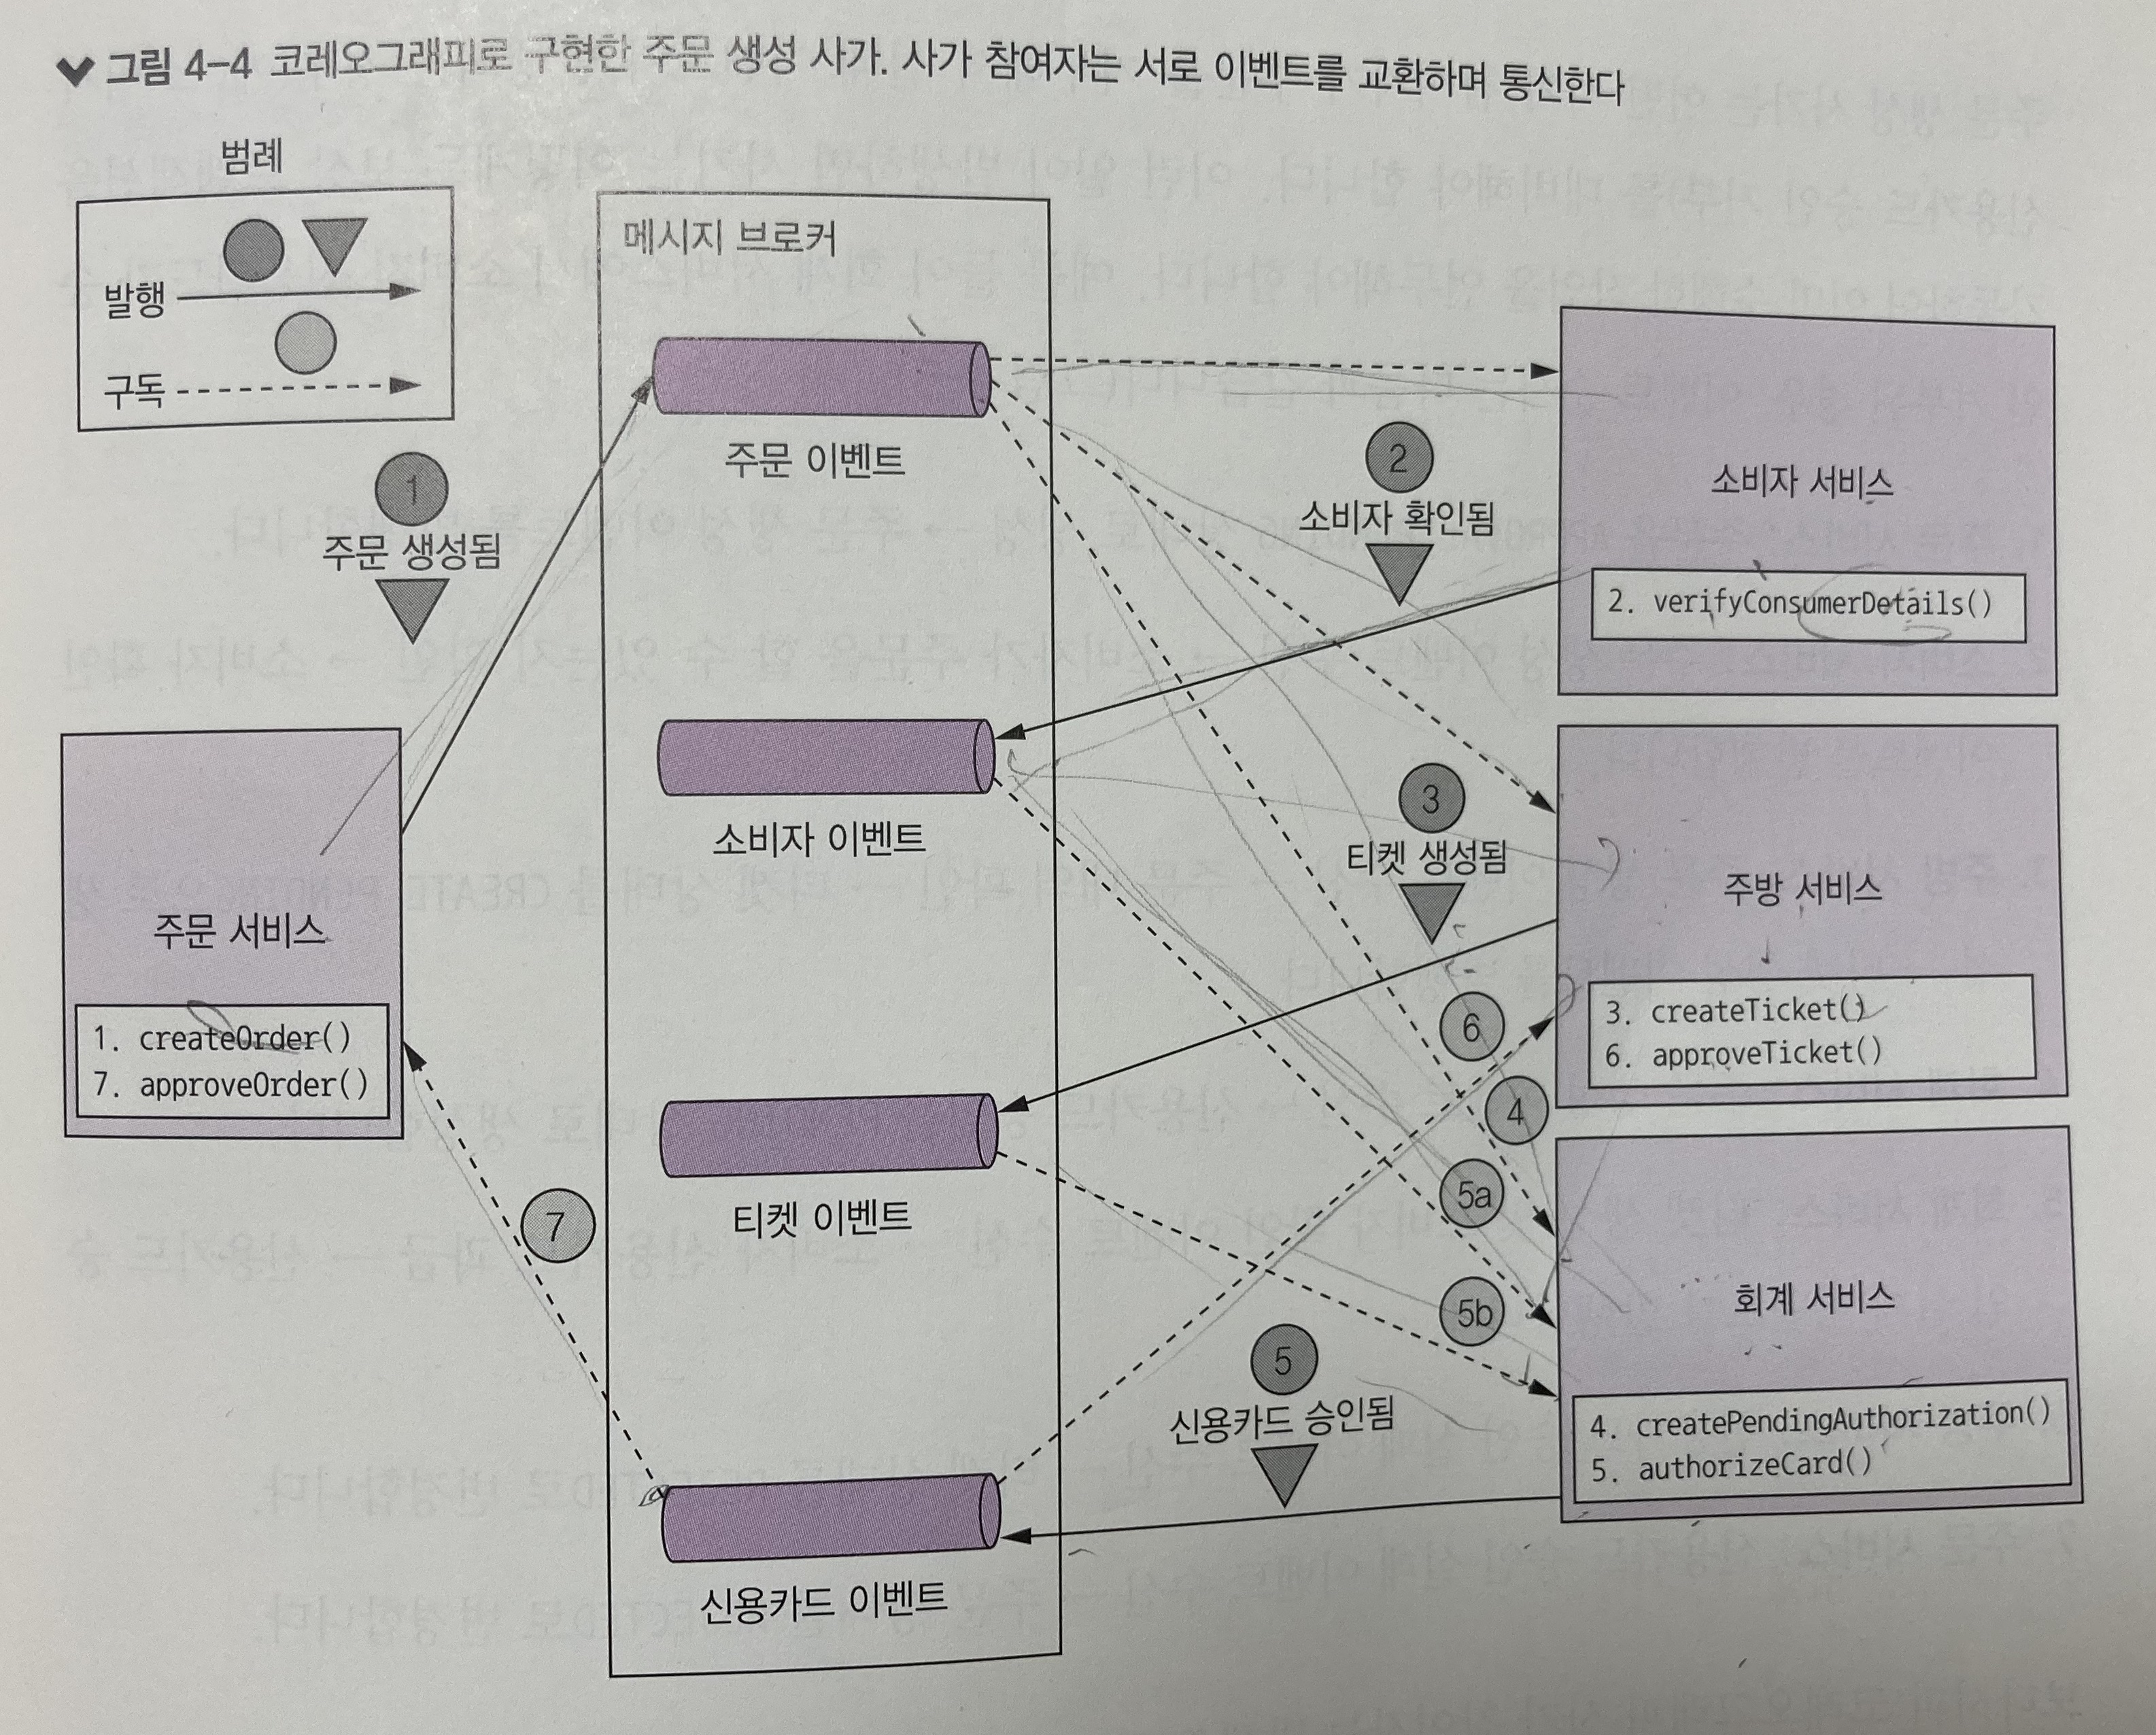 그림 4-4 코레오그래피로 구현한 주문 생성 사가. 사가 참여자는 서로 이벤트를 교환하며 통신한다
범례
발행
구독
메시지 브로커
1
주문 생성됨
주문 이벤트
2
소비자 확인됨
소비자 서비스
2. verifyConsumerDetails()
소비자 이벤트
3
티켓 생성됨
주방 서비스
3. createTicket()
6. approveTicket()
주문 서비스
1. createOrder()
7. approveOrder()
6
4
5a
5b
7
티켓 이벤트
회계 서비스
4. createPendingAuthorization()
5. authorizeCard()
5
신용카드 승인됨
신용카드 이벤트